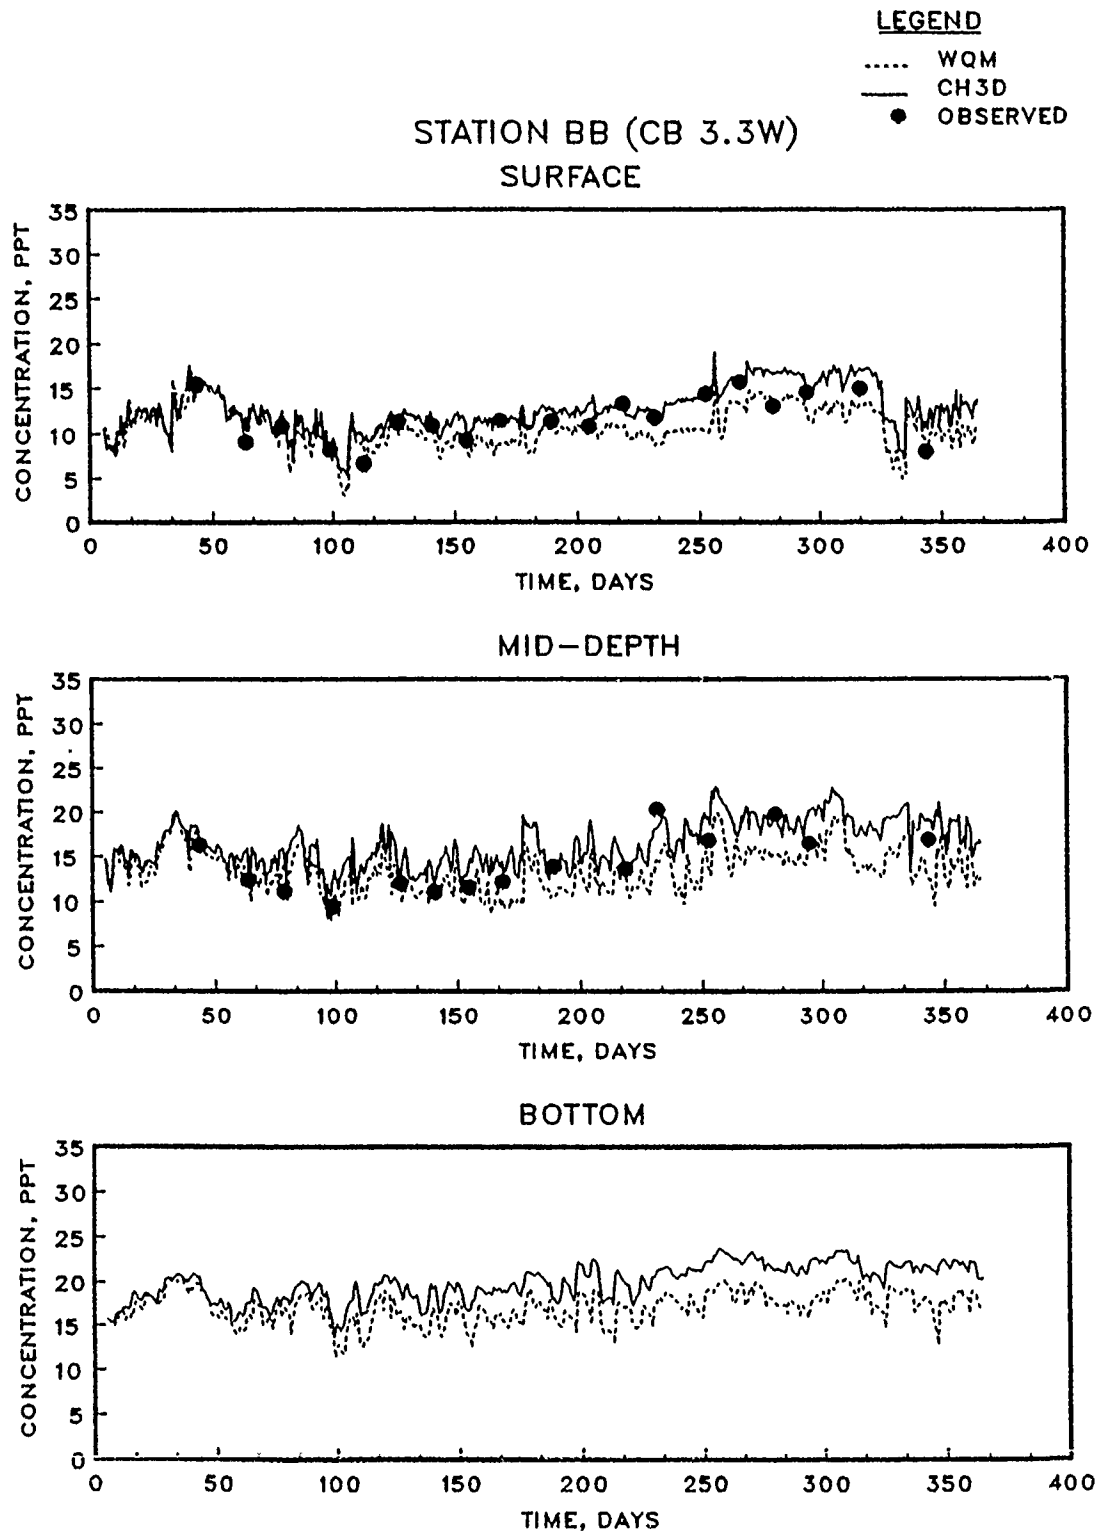 LEGEND
WQM
CH3D
OBSERVED
STATION BB (CB 3.3W)
SURFACE
CONCENTRATION, PPT
35
30
25
20
15
10
5
0
0 50 100 150 200 250 300 350 400
TIME, DAYS
MID-DEPTH
CONCENTRATION, PPT
35
30
25
20
15
10
5
0
0 50 100 150 200 250 300 350 400
TIME, DAYS
BOTTOM
CONCENTRATION, PPT
35
30
25
20
15
10
5
0
0 50 100 150 200 250 300 350 400
TIME, DAYS